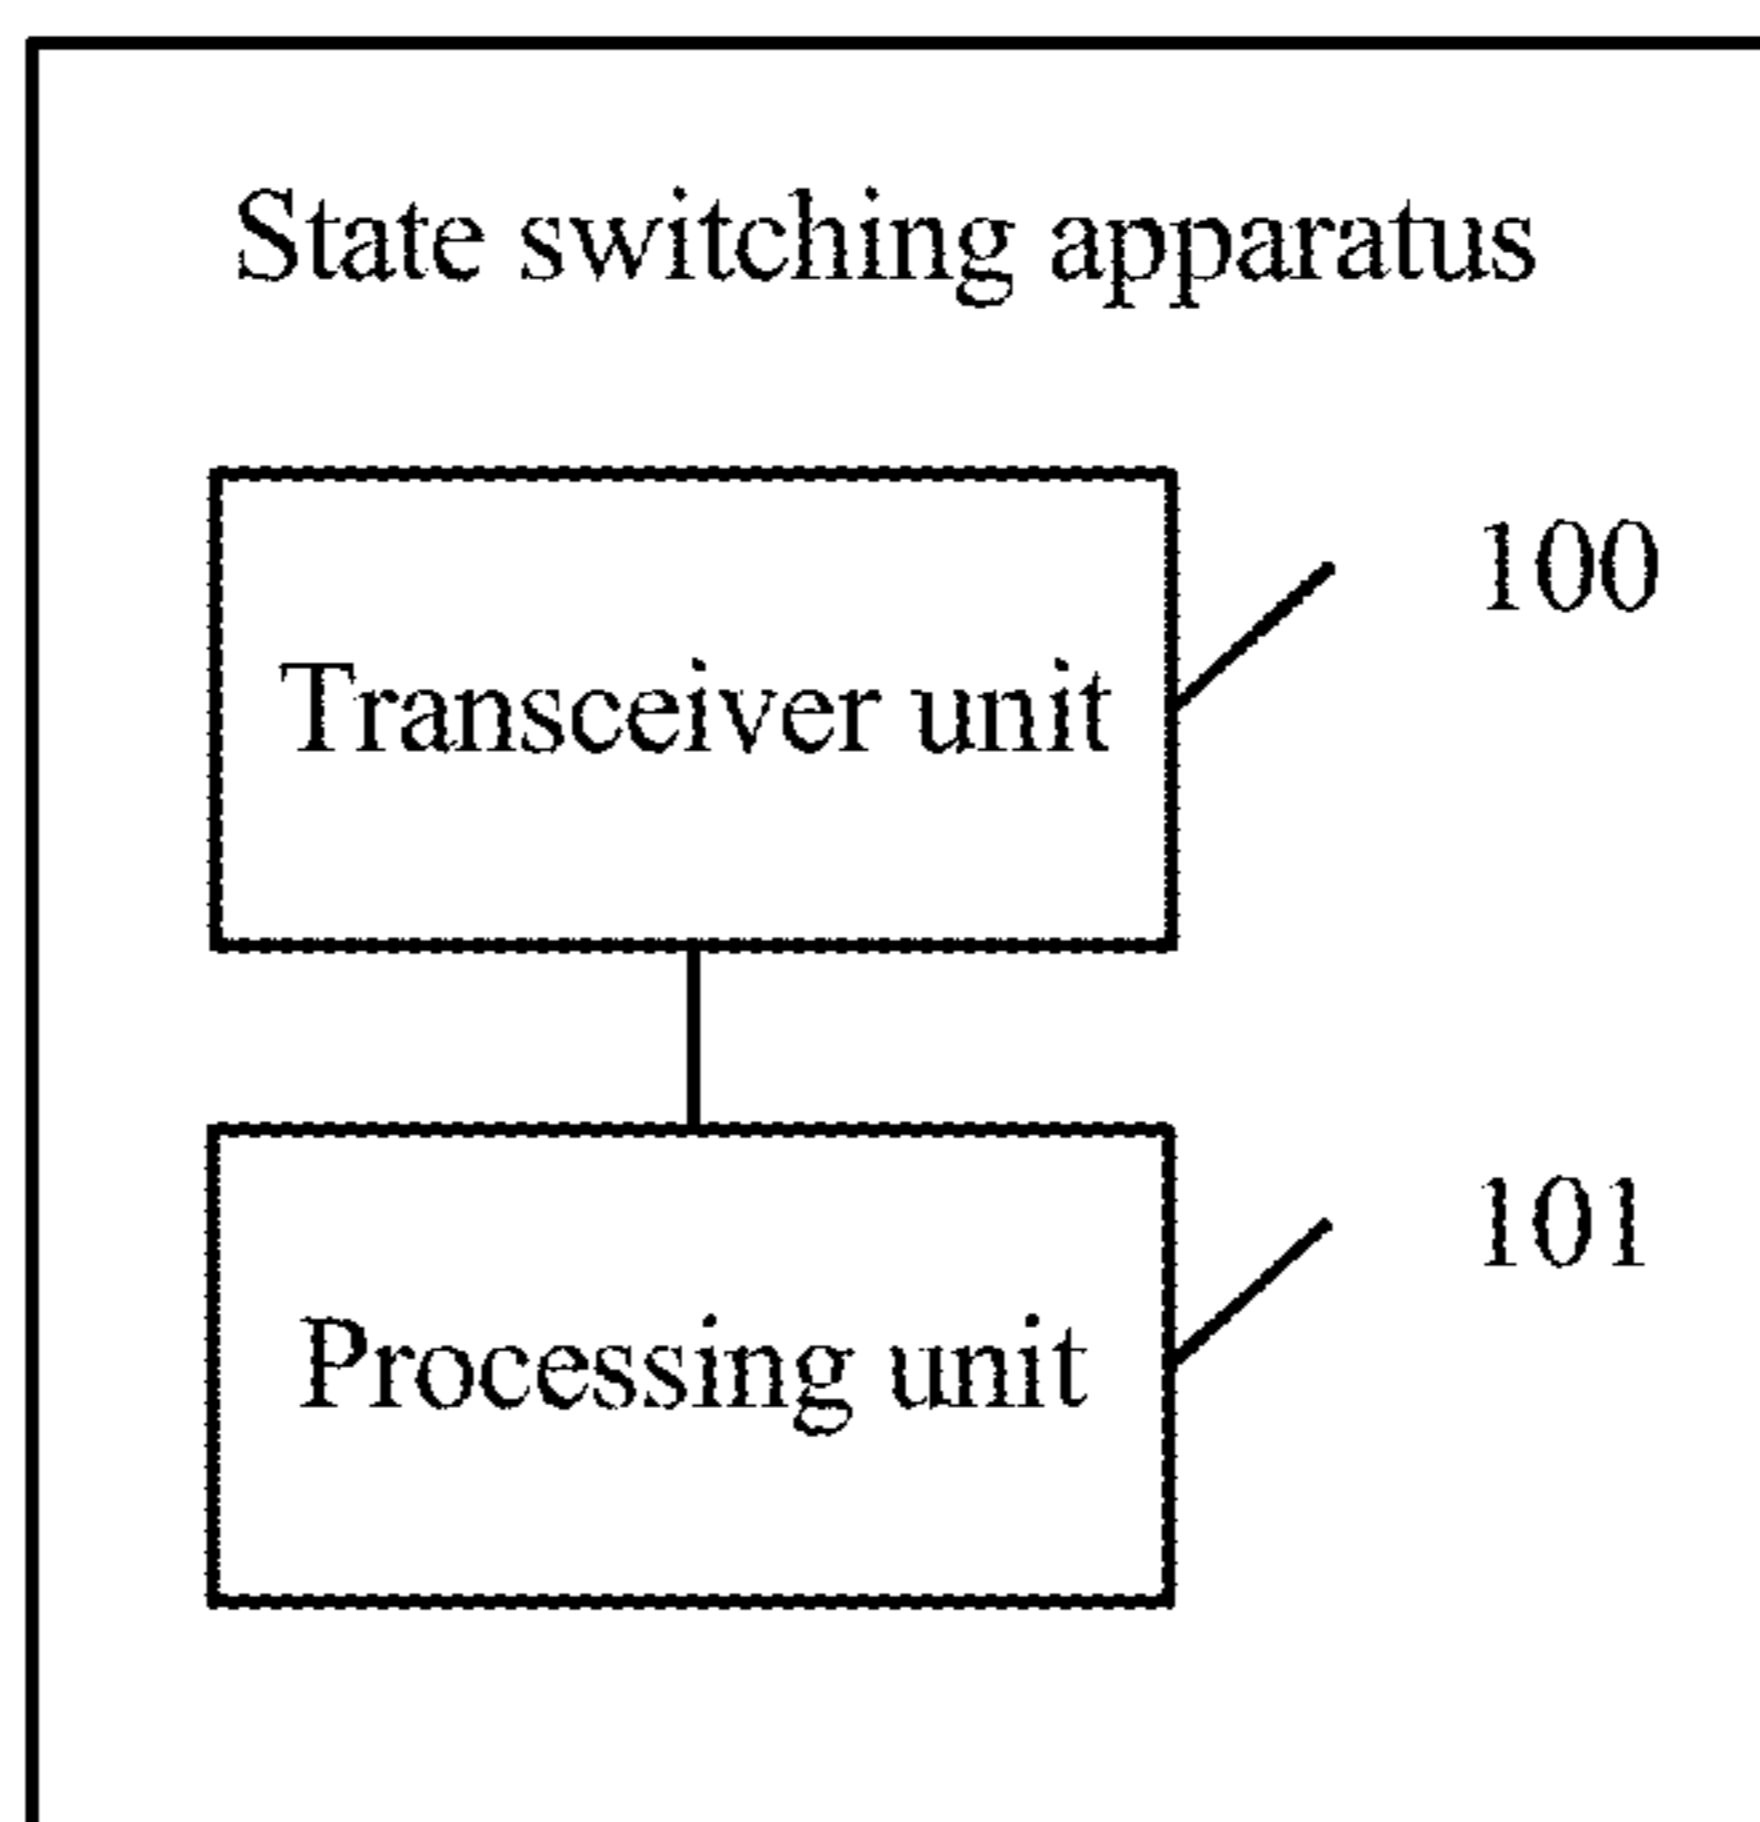 State switching apparatus
100
Transceiver unit
101
Processing unit